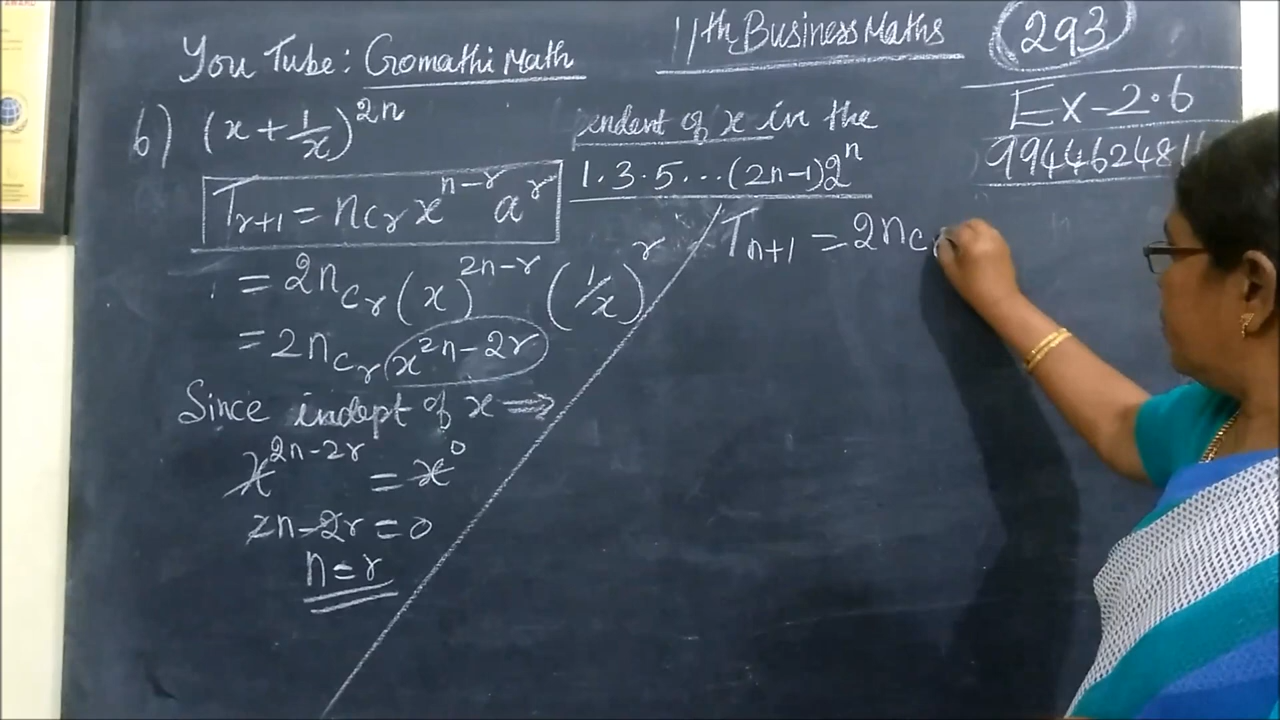 You Tube: Gomathi Math
11th Business Maths
293
Ex-2.6
99446248
6) (x + 1/x)^2n
pendent of x in the
1.3.5...(2n-1)2^n
T_r+1 = nC_r x^n-r a^r
= 2nC_r (x)^2n-r (1/x)^r
= 2nC_r (x^2n-2r)
Since indept of x ⇒
x^2n-2r = x^0
2n-2r=0
n=r
T_n+1 = 2nC